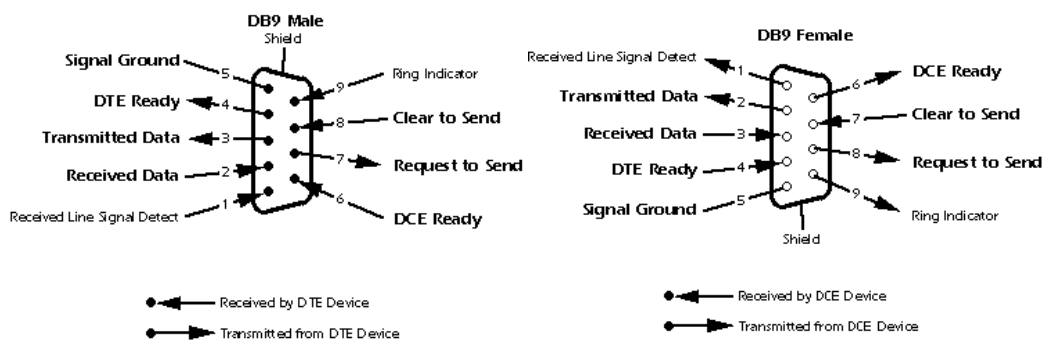 DB9 Male
Shield
Signal Ground
5
DTE Ready
4
Transmitted Data
3
Received Data
2
Received Line Signal Detect
1
9
Ring Indicator
8
Clear to Send
7
Request to Send
6
DCE Ready
Received by DTE Device
Transmitted from DTE Device
DB9 Female
Received Line Signal Detect
1
Transmitted Data
2
Received Data
3
DTE Ready
4
Signal Ground
5
6
DCE Ready
7
Clear to Send
8
Request to Send
9
Ring Indicator
Shield
Received by DCE Device
Transmitted from DCE Device